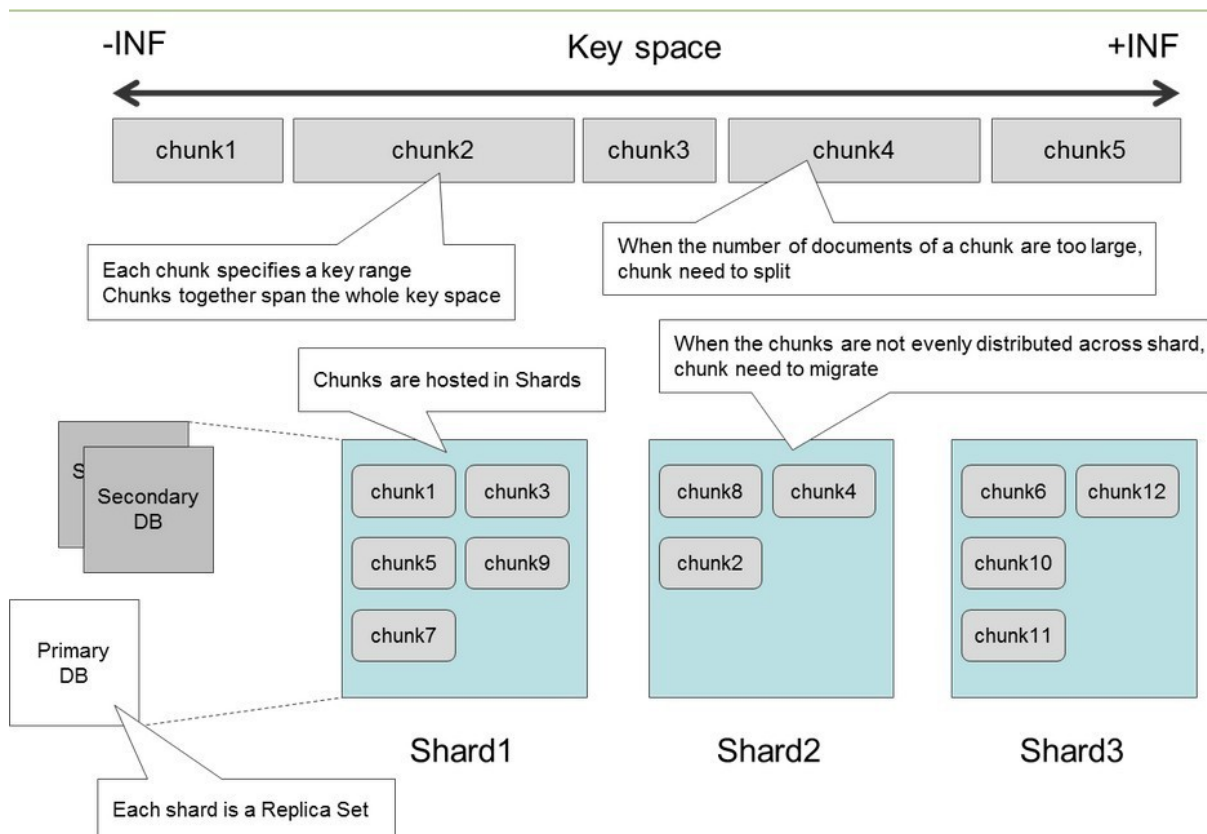 -INF
Key space
+INF
chunk1
chunk2
chunk3
chunk4
chunk5
Each chunk specifies a key range
Chunks together span the whole key space
When the number of documents of a chunk are too large,
chunk need to split
When the chunks are not evenly distributed across shard,
chunk need to migrate
Chunks are hosted in Shards
S
Secondary
DB
Primary
DB
Each shard is a Replica Set
chunk1
chunk3
chunk5
chunk9
chunk7
Shard1
chunk8
chunk4
chunk2
Shard2
chunk6
chunk12
chunk10
chunk11
Shard3